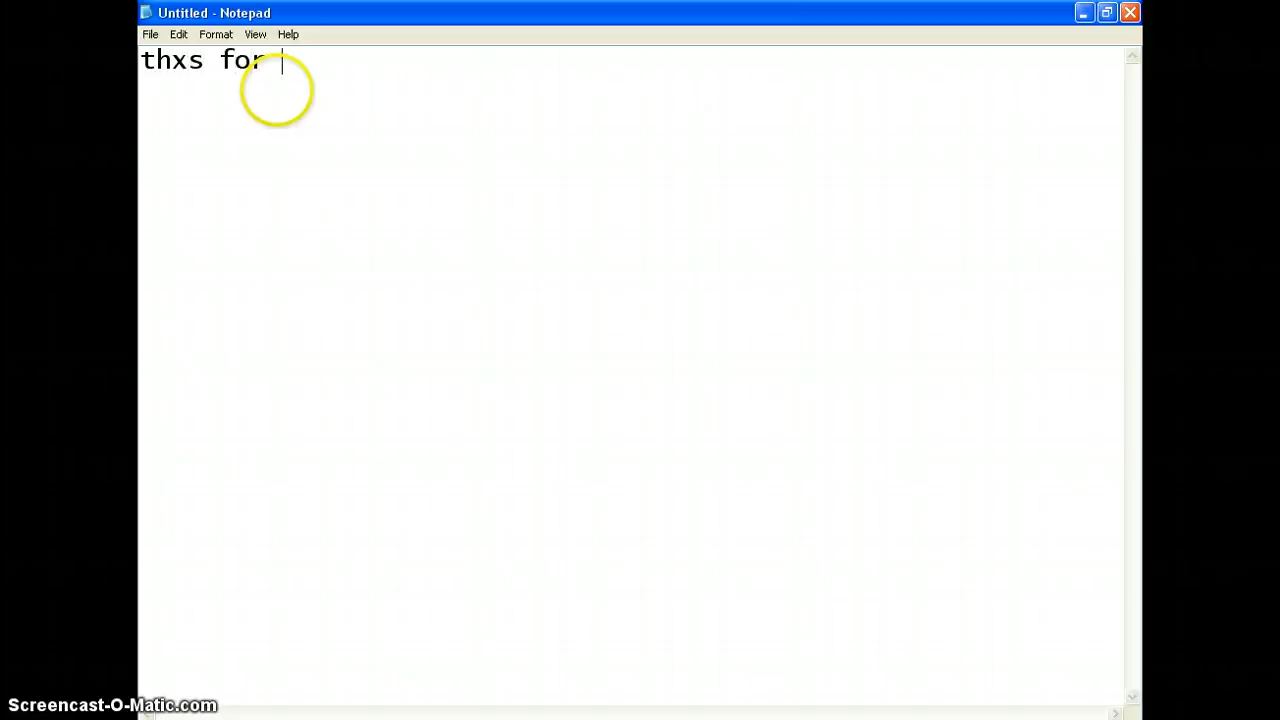 Untitled - Notepad
File Edit Format View Help
thxs for
Screencast-O-Matic.com